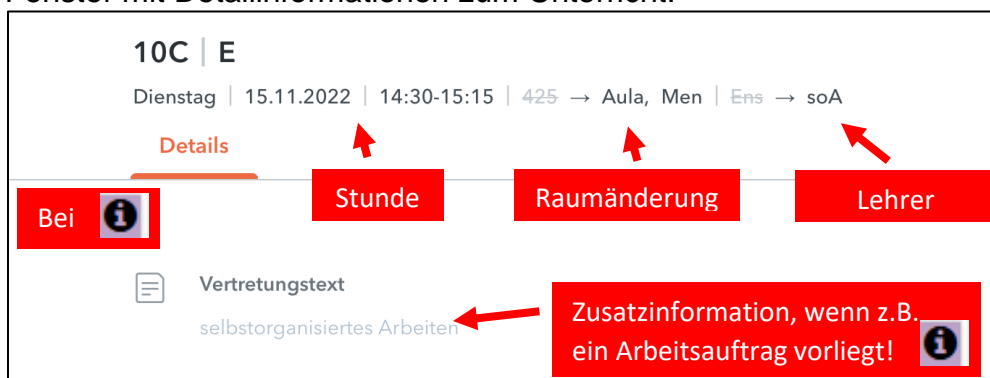 Fenster mit Detailinformationen zum Unterricht:
10C | E
Dienstag | 15.11.2022 | 14:30-15:15 | 425 → Aula, Men | Ens → soA
Details
Stunde
Raumänderung
Lehrer
Bei
Vertretungstext
selbstorganisiertes Arbeiten
Zusatzinformation, wenn z.B.
ein Arbeitsauftrag vorliegt!